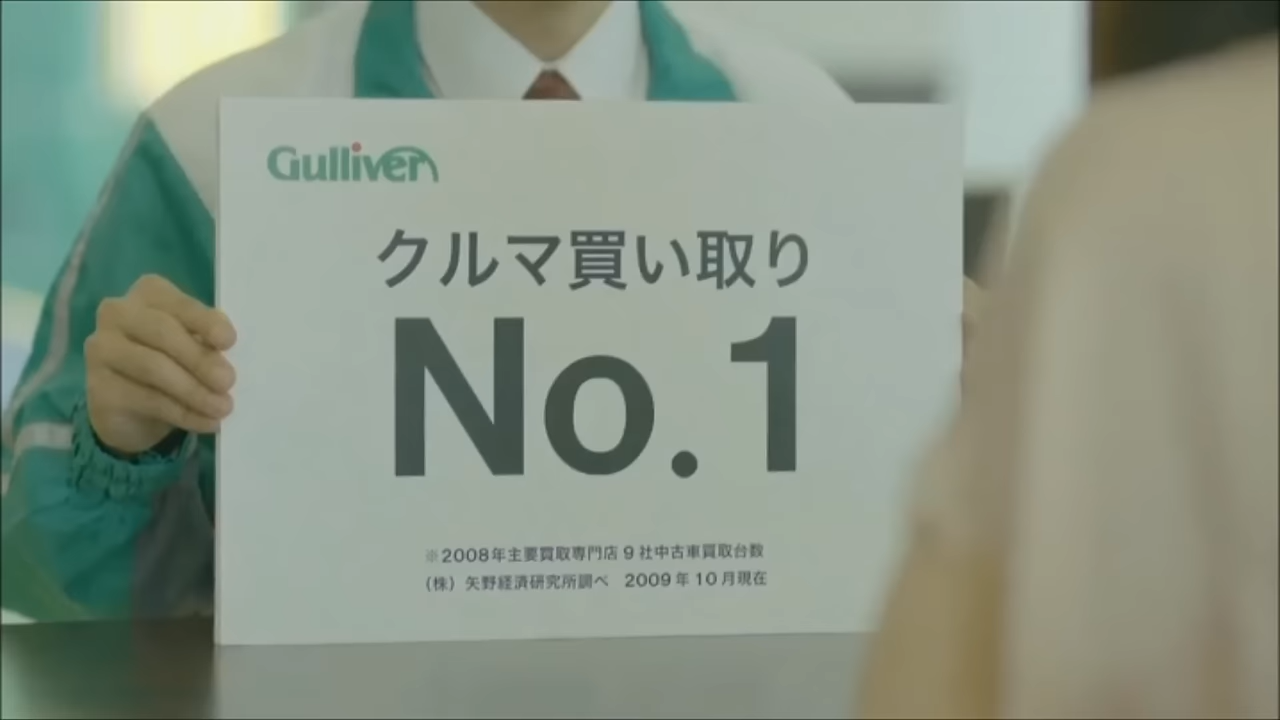 Gulliver
クルマ買い取り
No.1
※2008年主要買取専門店9社中古車買取台数
（株）矢野経済研究所調べ 2009年10月現在